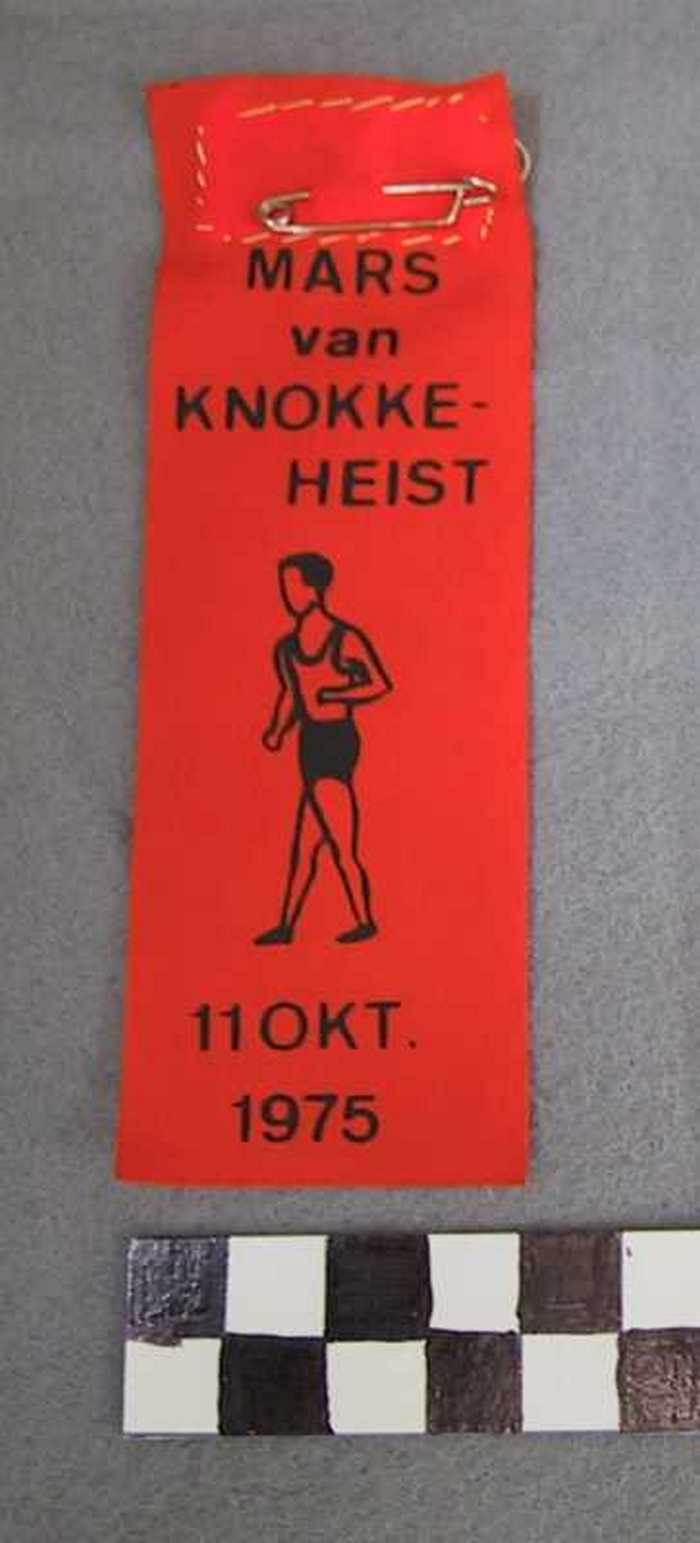 MARS
van
KNOKKE-
HEIST
11 OKT.
1975